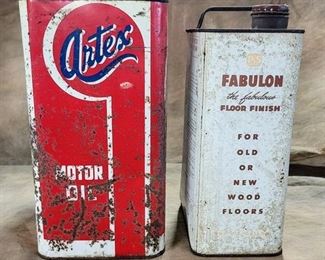 Artex
MOTOR
OIL
FABULON
the fabulous
FLOOR FINISH
FOR
OLD
OR
NEW
WOOD
FLOORS